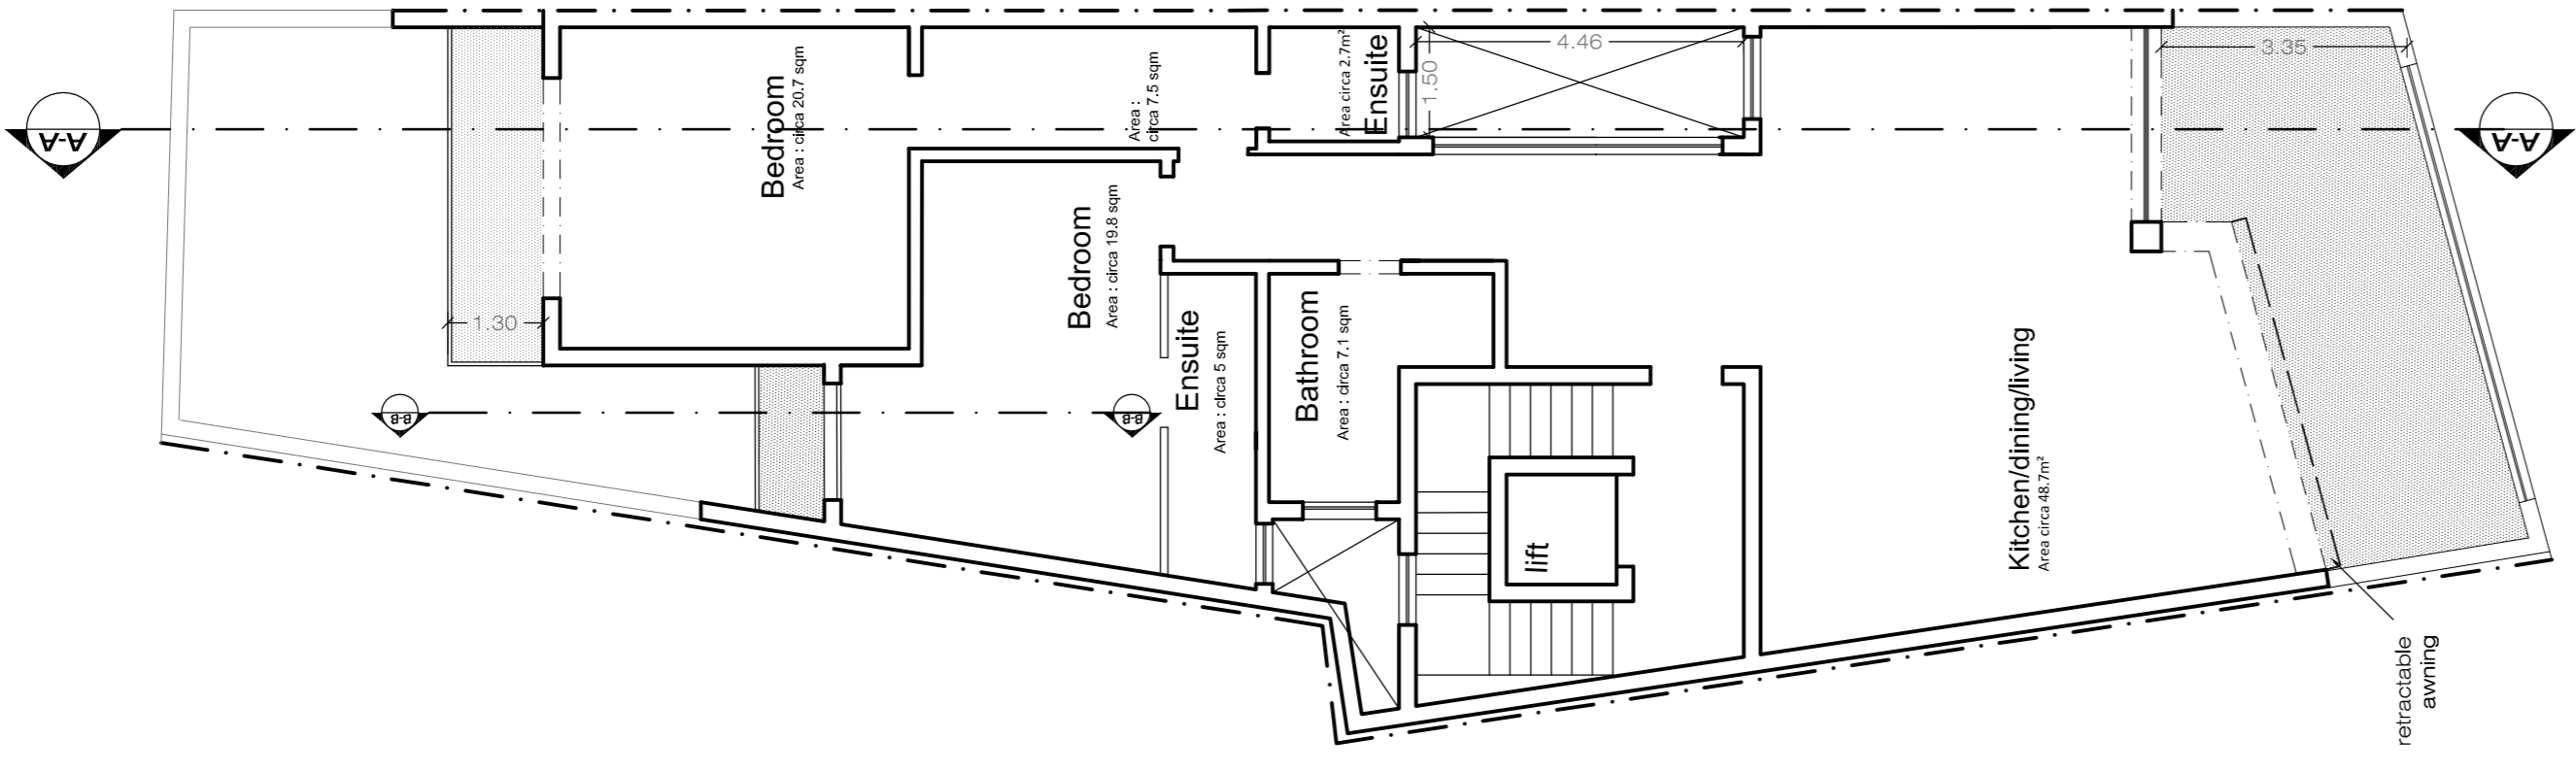 A-A
1.30
B-B
Bedroom
Area : circa 20.7 sqm
Bedroom
Area : circa 19.8 sqm
Area :
circa 7.5 sqm
B-B
Ensuite
Area : circa 5 sqm
Bathroom
Area : circa 7.1 sqm
Area circa 2.7m²
Ensuite
1.50
4.46
lift
Kitchen/dining/living
Area circa 48.7m²
3.35
A-A
retractable
awning